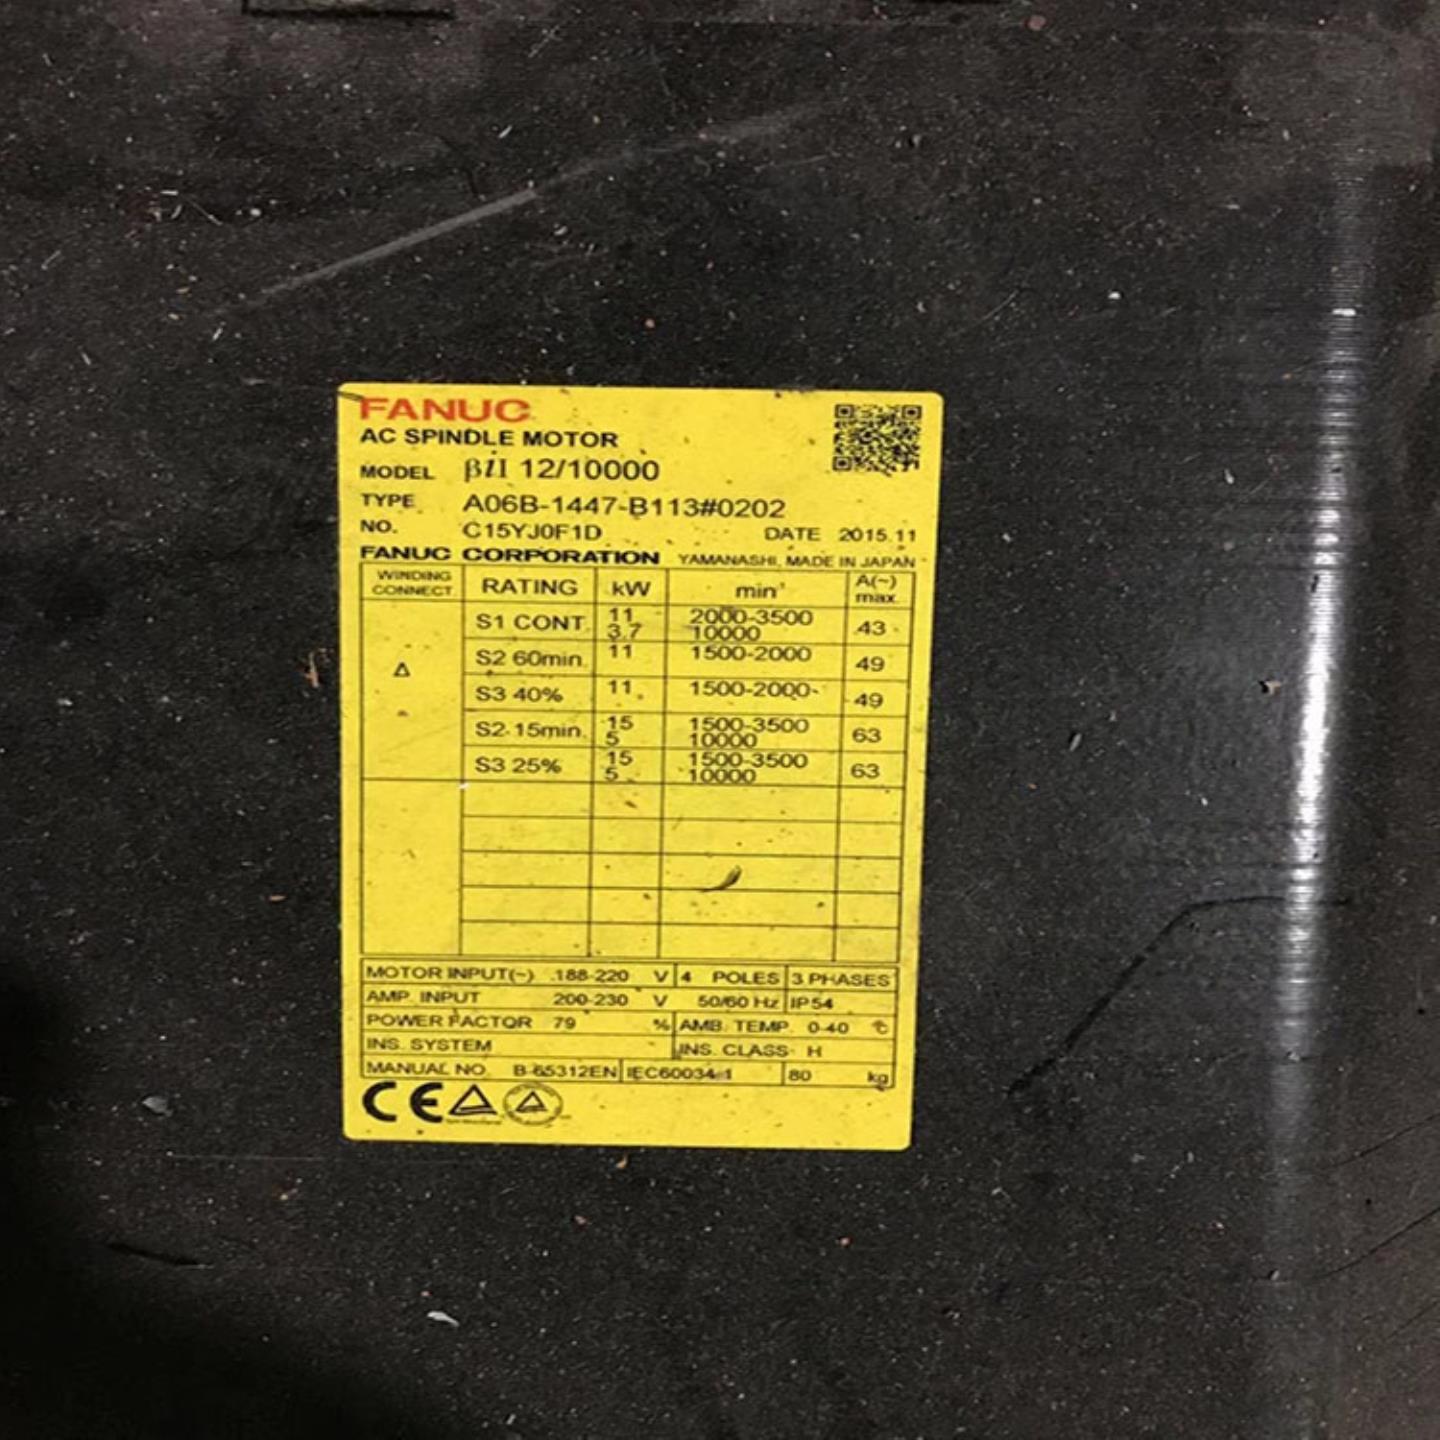 FANUC
AC SPINDLE MOTOR
MODEL βiI 12/10000
TYPE A06B-1447-B113#0202
NO. C15YJ0F1D DATE 2015.11
FANUC CORPORATION YAMANASHI, MADE IN JAPAN
WINDING CONNECT RATING kW min⁻¹ A(~) max.
Δ
S1 CONT. 11 2000-3500 43
3.7 10000
S2 60min. 11 1500-2000 49
S3 40% 11 1500-2000 49
S2 15min. 15 1500-3500 63
5 10000
S3 25% 15 1500-3500 63
5 10000
MOTOR INPUT(~) 188-220 V 4 POLES 3 PHASES
AMP. INPUT 200-230 V 50/60 Hz IP54
POWER FACTOR 79 % AMB. TEMP. 0-40 ℃
INS. SYSTEM INS. CLASS H
MANUAL NO. B-65312EN IEC60034-1 80 kg
CE